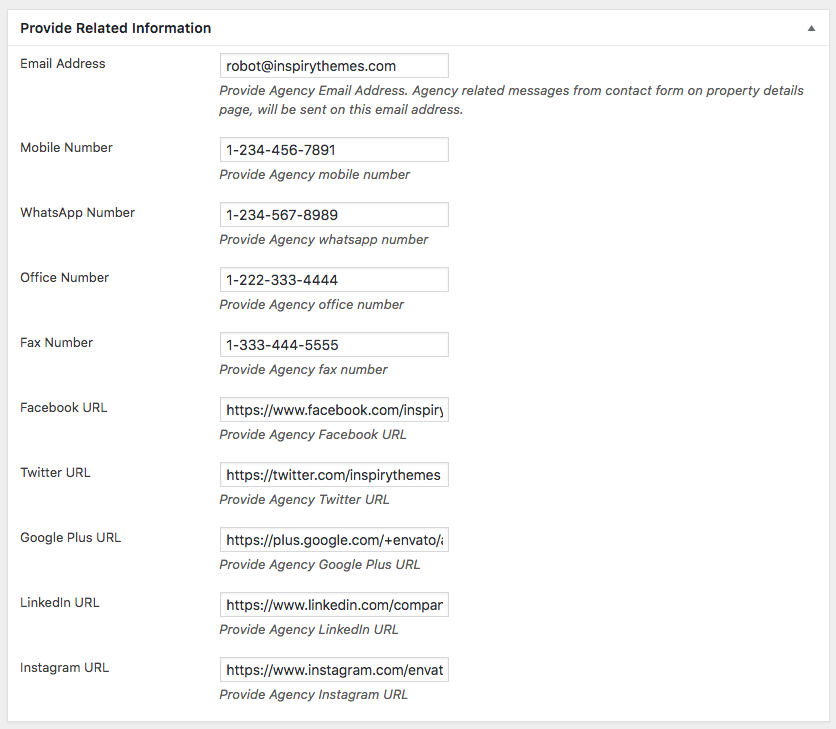 Provide Related Information
Email Address
robot@inspirythemes.com
Provide Agency Email Address. Agency related messages from contact form on property details
page, will be sent on this email address.
Mobile Number
1-234-456-7891
Provide Agency mobile number
WhatsApp Number
1-234-567-8989
Provide Agency whatsapp number
Office Number
1-222-333-4444
Provide Agency office number
Fax Number
1-333-444-5555
Provide Agency fax number
Facebook URL
https://www.facebook.com/inspiry
Provide Agency Facebook URL
Twitter URL
https://twitter.com/inspirythemes
Provide Agency Twitter URL
Google Plus URL
https://plus.google.com/+envato/a
Provide Agency Google Plus URL
LinkedIn URL
https://www.linkedin.com/compan
Provide Agency LinkedIn URL
Instagram URL
https://www.instagram.com/envat
Provide Agency Instagram URL